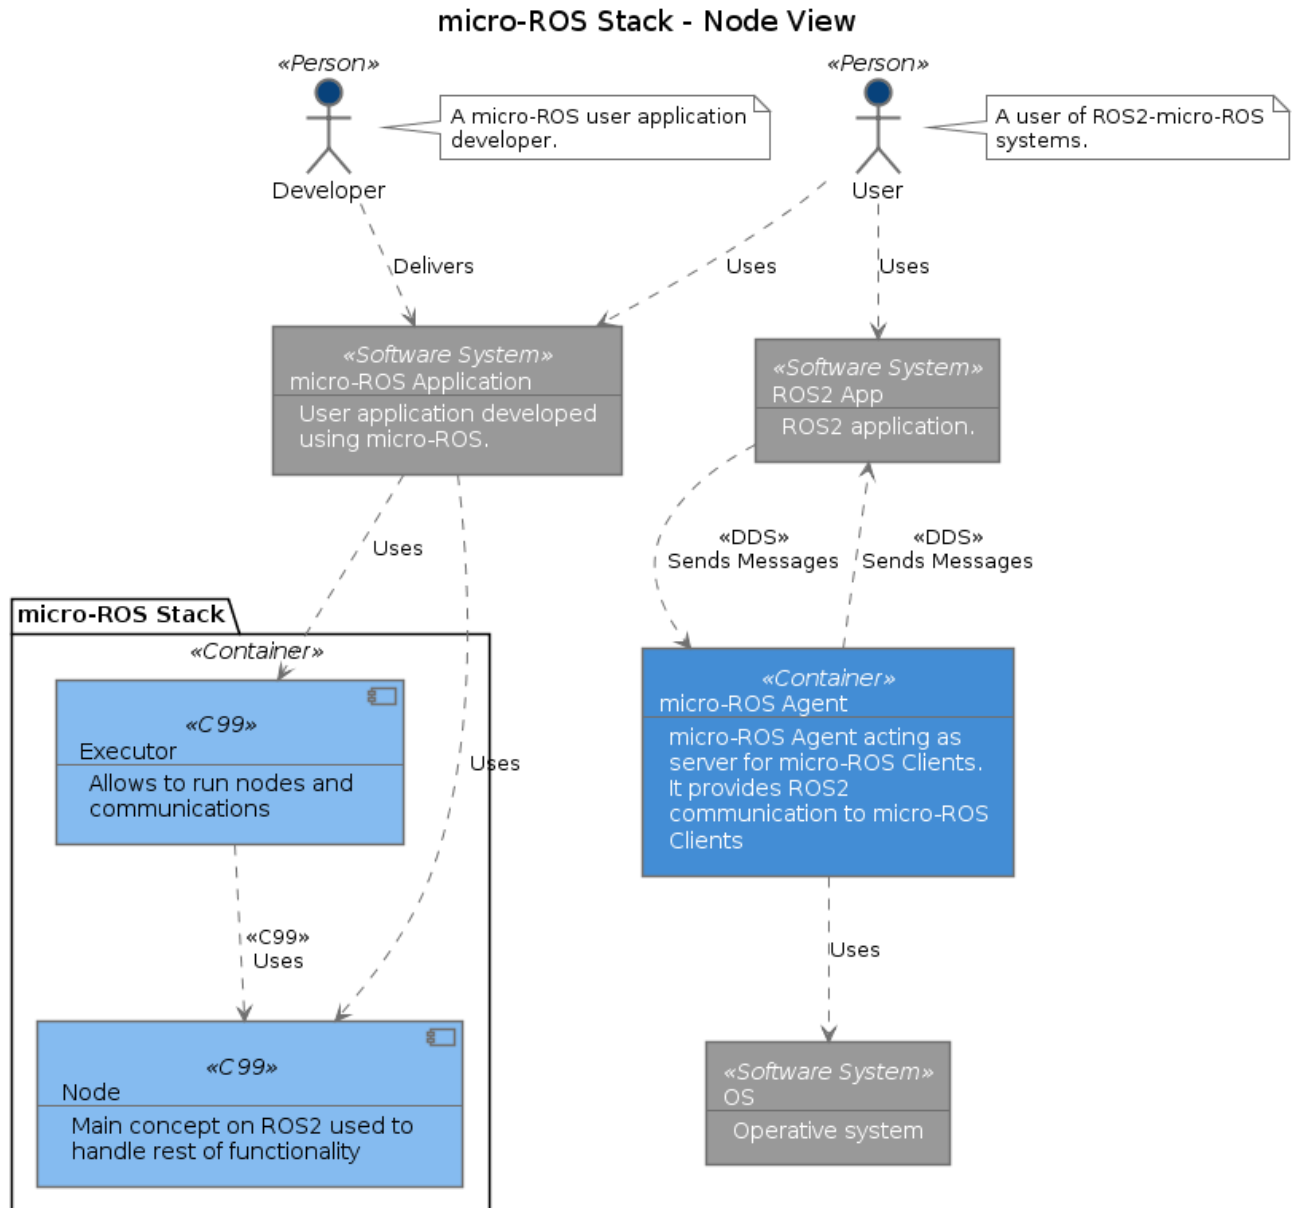 micro-ROS Stack - Node View
«Person»
Developer
A micro-ROS user application
developer.
«Person»
User
A user of ROS2-micro-ROS
systems.
Delivers
Uses
Uses
«Software System»
micro-ROS Application
User application developed
using micro-ROS.
«Software System»
ROS2 App
ROS2 application.
Uses
«DDS»
Sends Messages
«DDS»
Sends Messages
micro-ROS Stack
«Container»
«C99»
Executor
Allows to run nodes and
communications
Uses
«Container»
micro-ROS Agent
micro-ROS Agent acting as
server for micro-ROS Clients.
It provides ROS2
communication to micro-ROS
Clients
«C99»
Uses
Uses
«C99»
Node
Main concept on ROS2 used to
handle rest of functionality
«Software System»
OS
Operative system